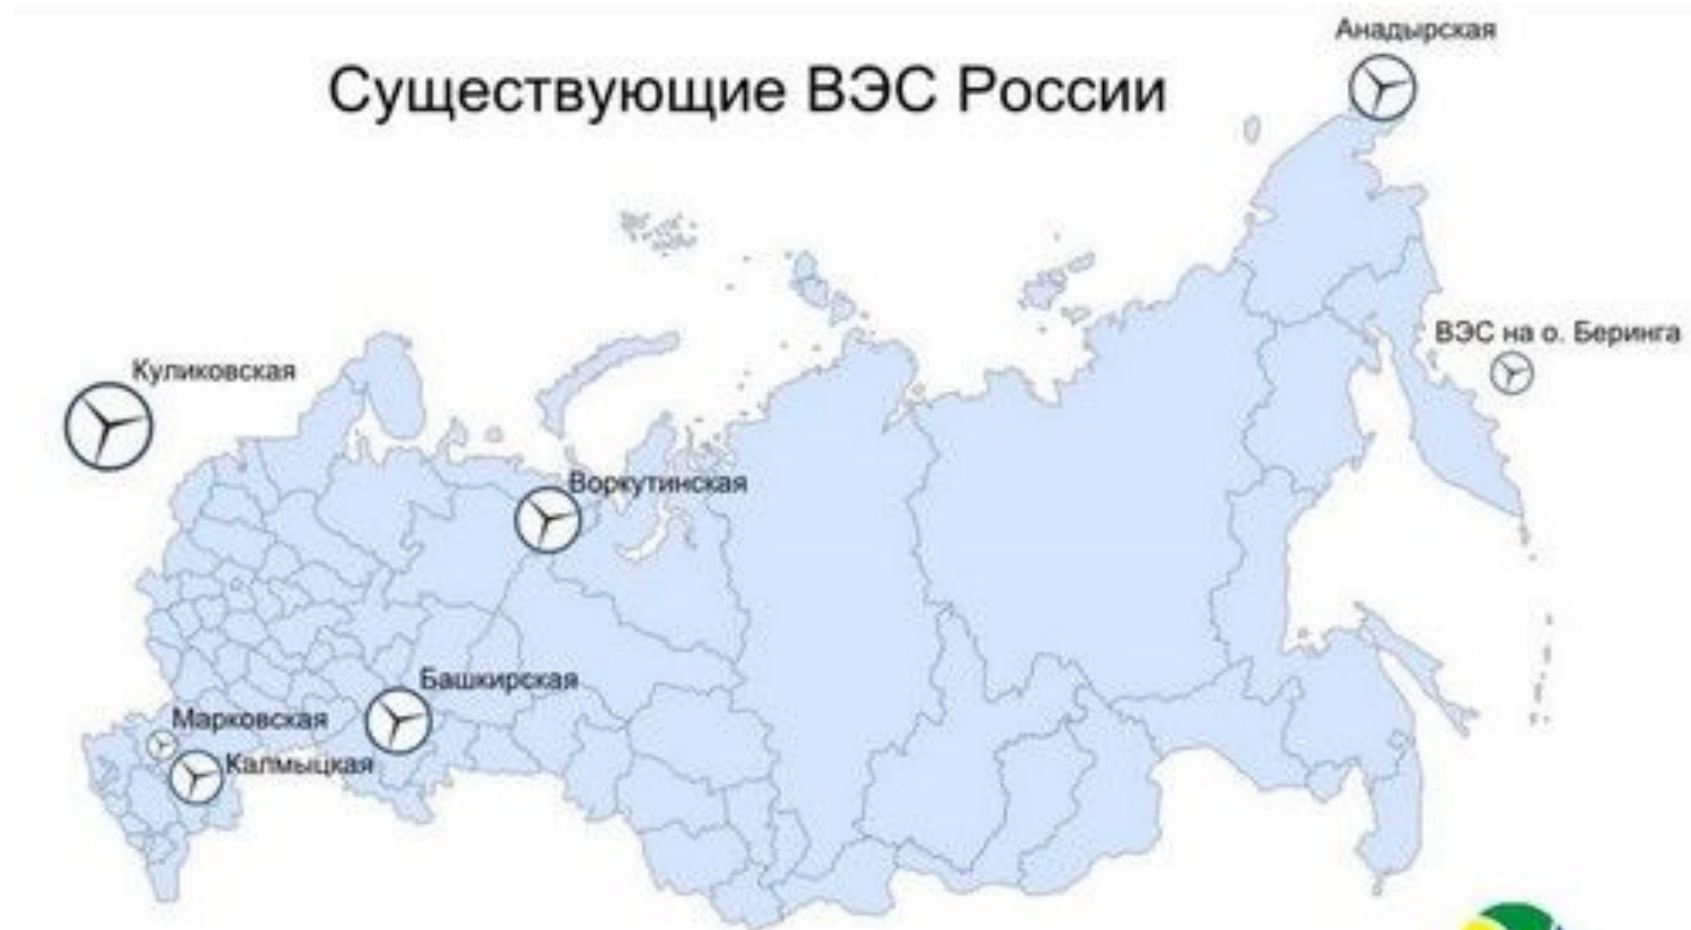 Анадырская
Существующие ВЭС России
ВЭС на о. Беринга
Куликовская
Воркутинская
Башкирская
Марковская
Калмыцкая